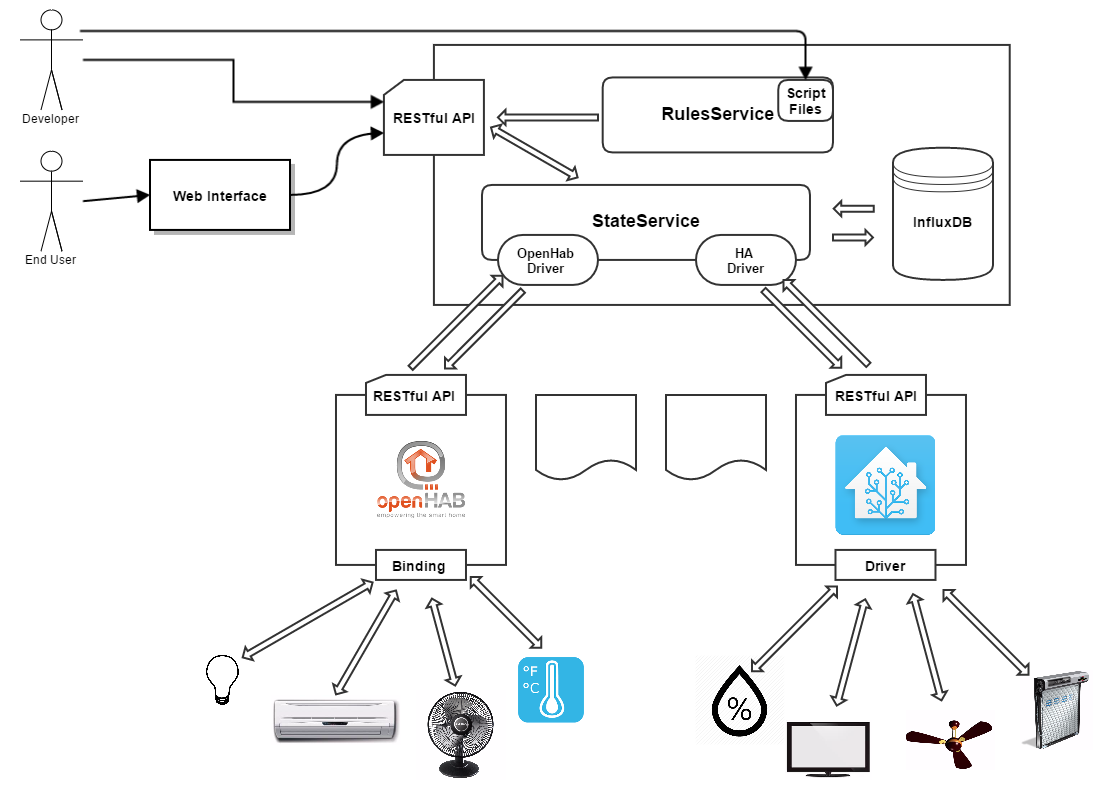 Developer
RESTful API
Script
Files
RulesService
Web Interface
End User
StateService
InfluxDB
OpenHab
Driver
HA
Driver
RESTful API
RESTful API
openHAB
empowering the smart home
Binding
Driver
°F
°C
%